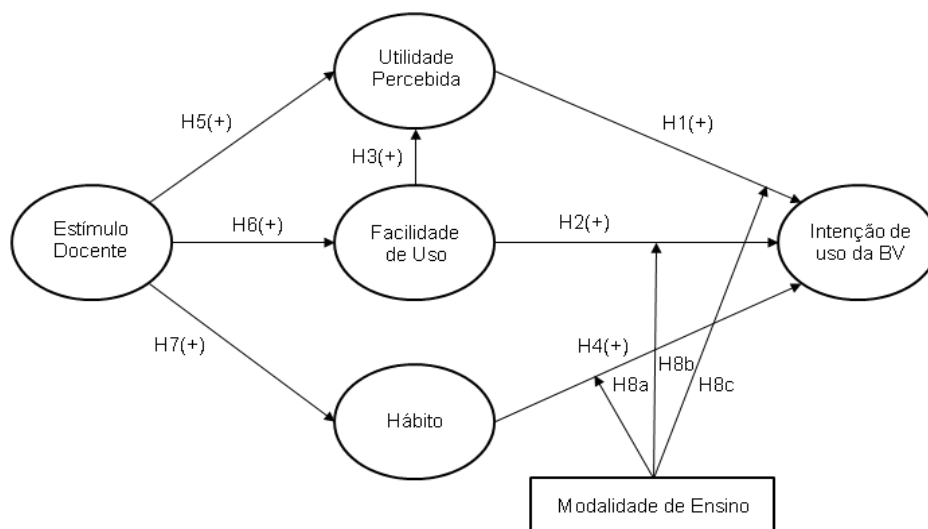 Utilidade
Percebida
H5(+)
H1(+)
H3(+)
Estímulo
Docente
H6(+)
Facilidade
de Uso
H2(+)
Intenção de
uso da BV
H7(+)
H4(+)
H8b
H8a
H8c
Hábito
Modalidade de Ensino